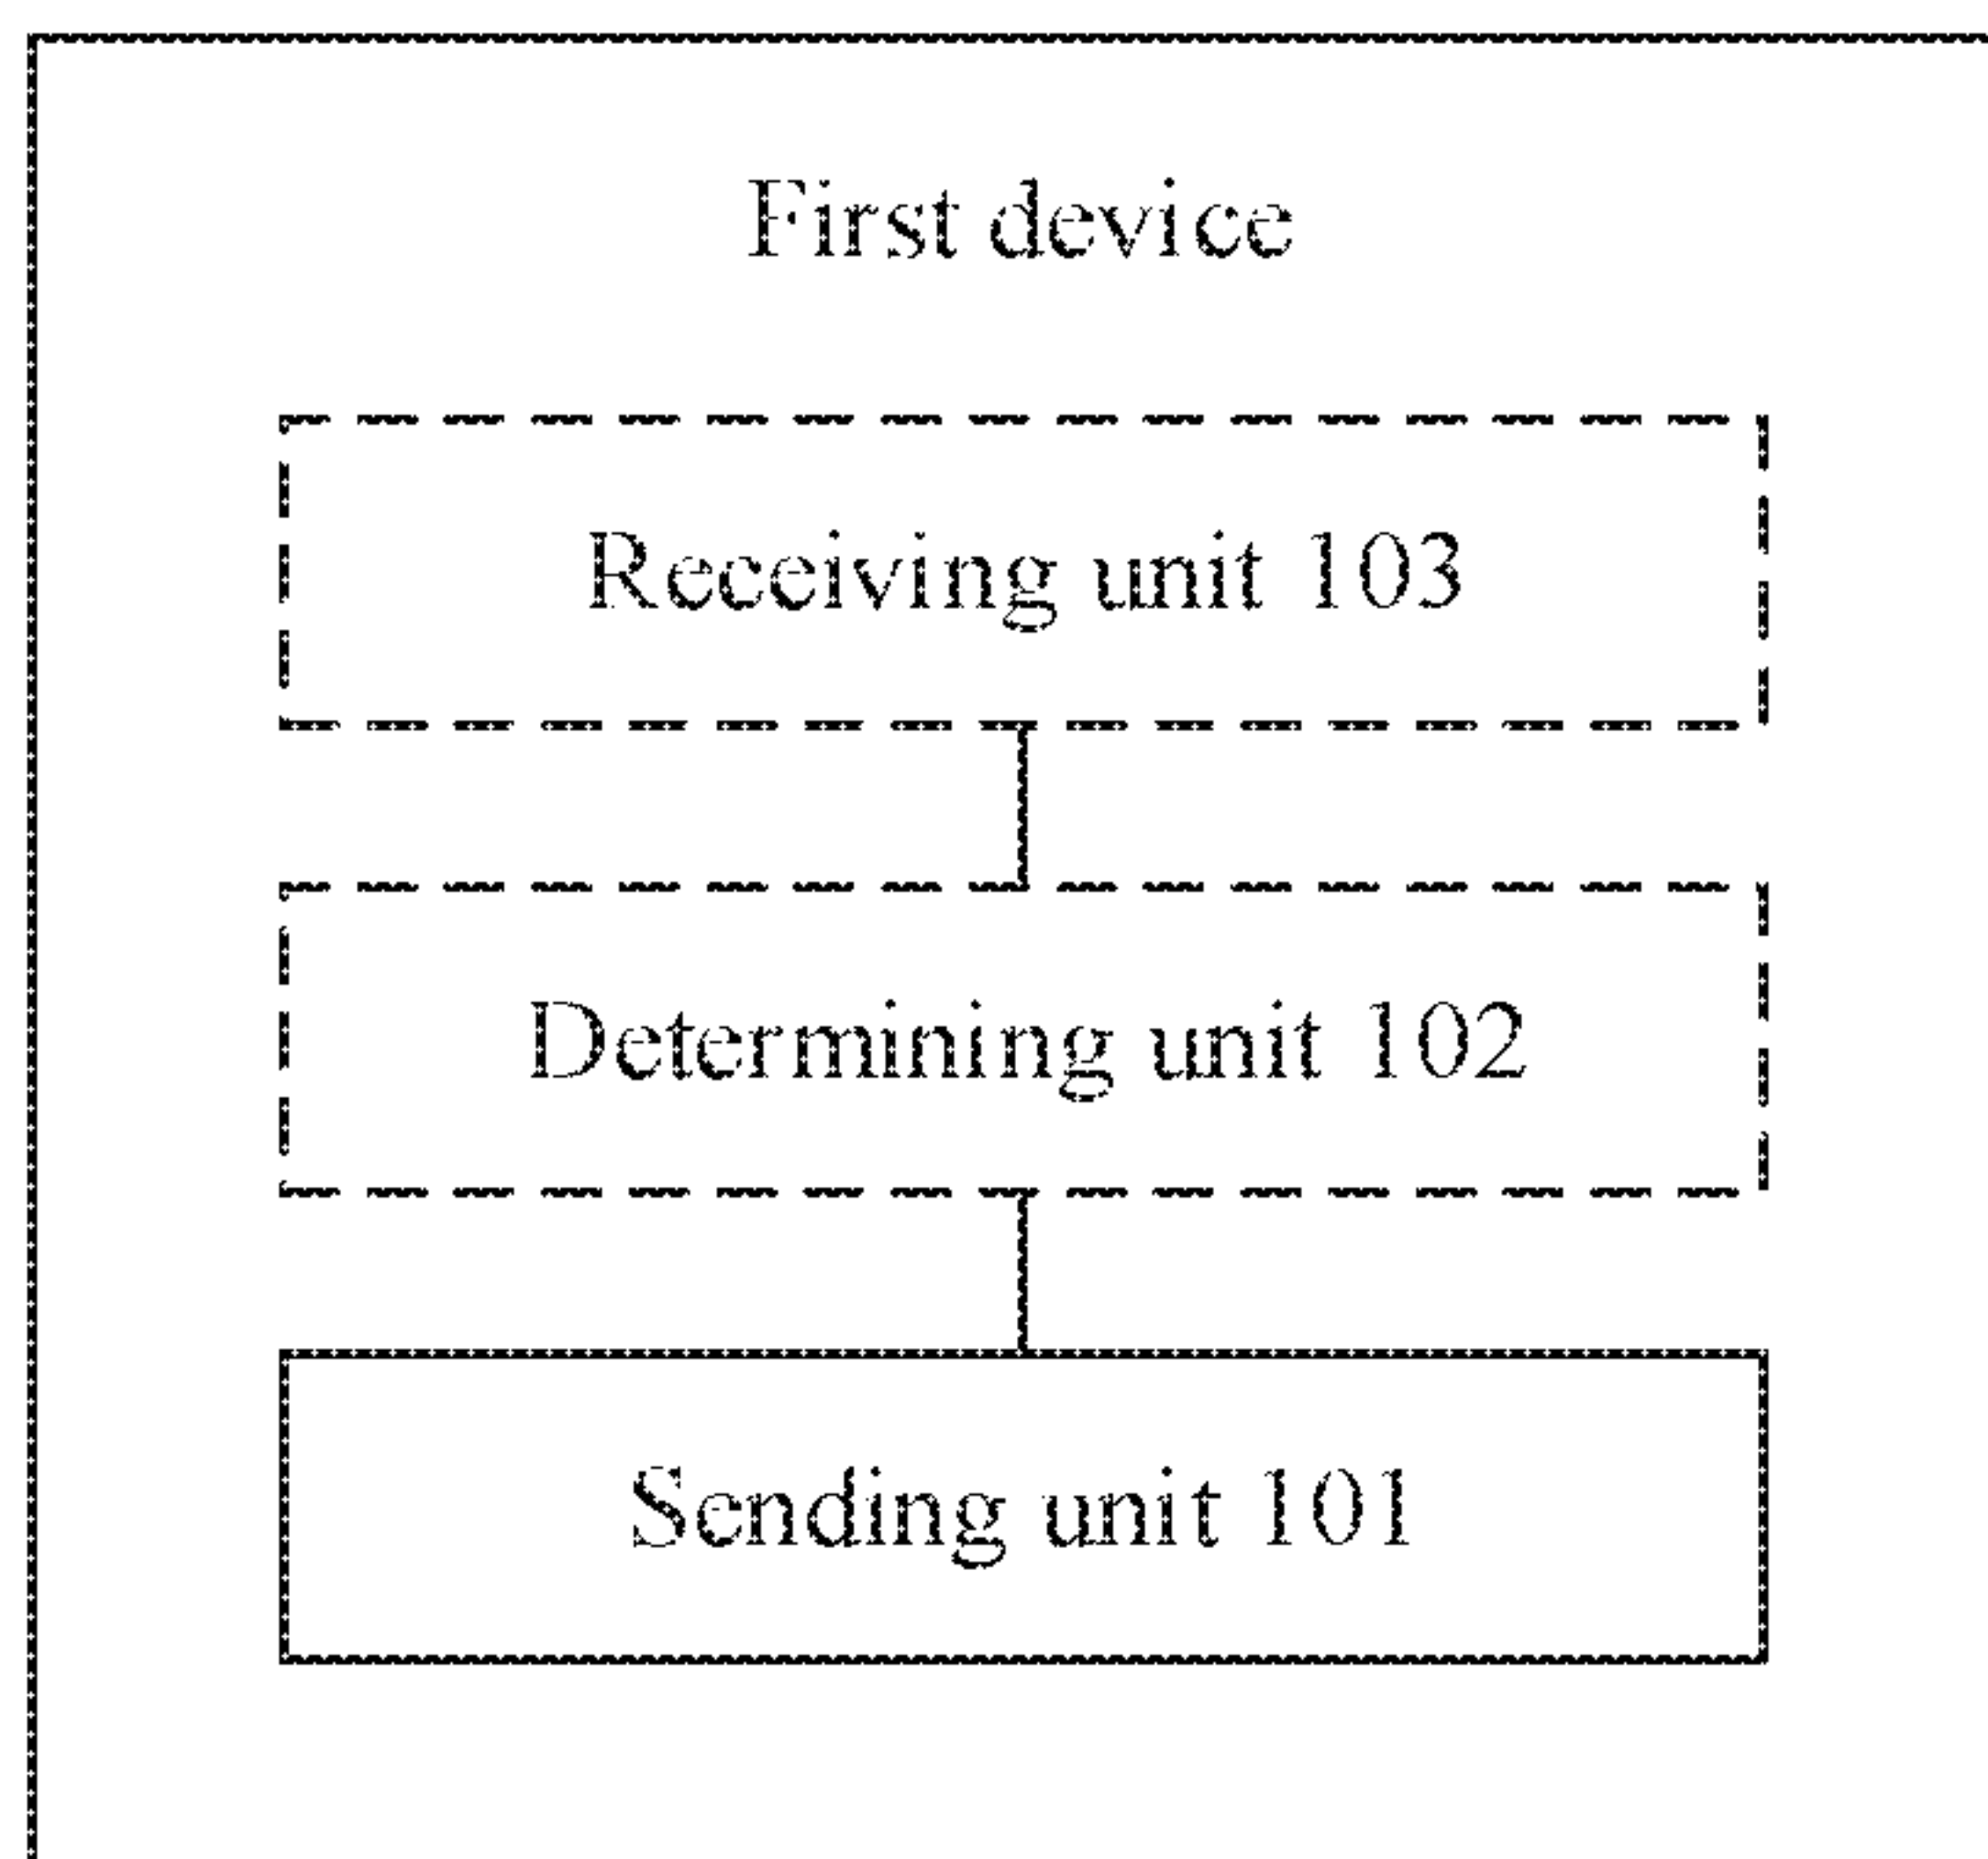 First device
Receiving unit 103
Determining unit 102
Sending unit 101